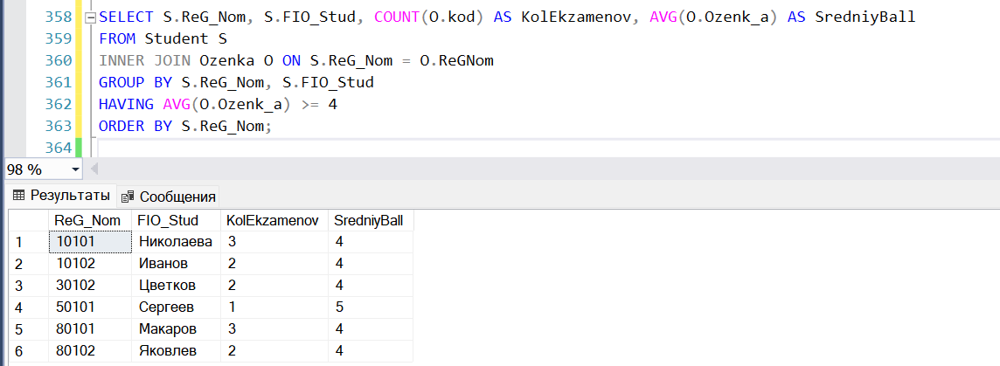 358 SELECT S.ReG_Nom, S.FIO_Stud, COUNT(O.kod) AS KolEkzamenov, AVG(O.Ozenk_a) AS SredniyBall
359 FROM Student S
360 INNER JOIN Ozenka O ON S.ReG_Nom = O.ReGNom
361 GROUP BY S.ReG_Nom, S.FIO_Stud
362 HAVING AVG(O.Ozenk_a) >= 4
363 ORDER BY S.ReG_Nom;
364
98 %
Результаты Сообщения
ReG_Nom FIO_Stud KolEkzamenov SredniyBall
1 10101 Николаева 3 4
2 10102 Иванов 2 4
3 30102 Цветков 2 4
4 50101 Сергеев 1 5
5 80101 Макаров 3 4
6 80102 Яковлев 2 4